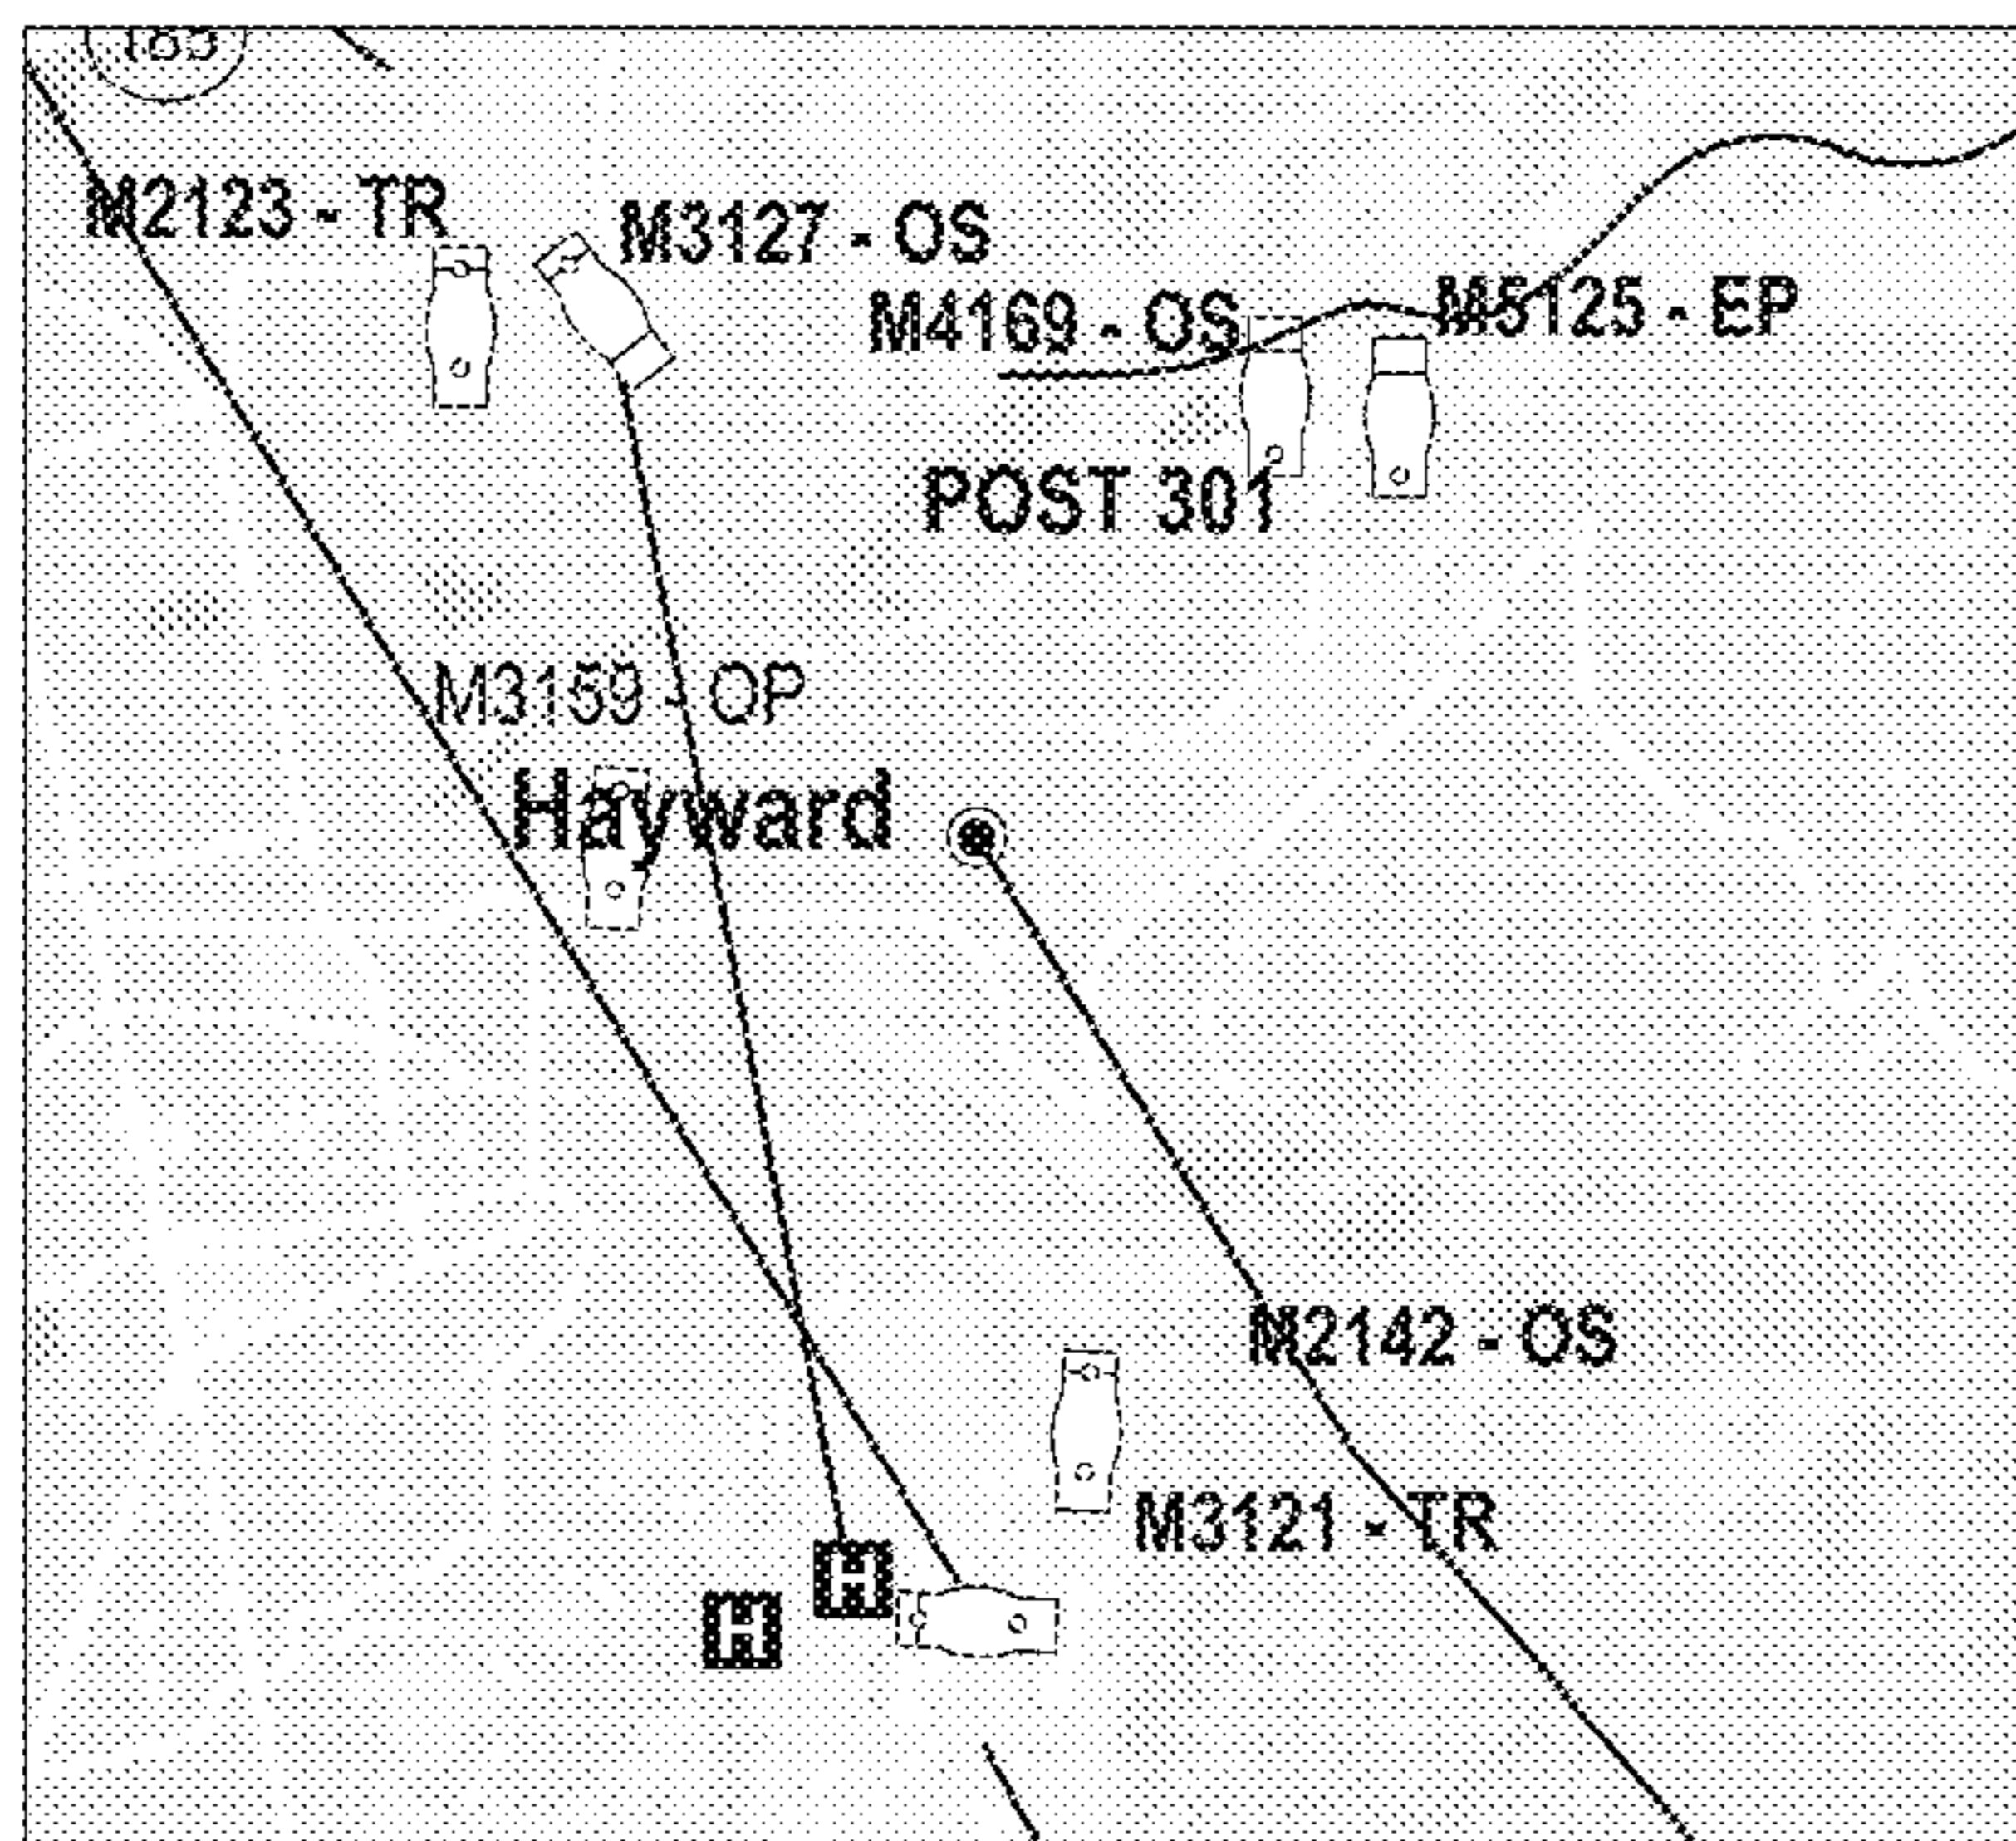 M2123 - TR
M3127 - OS
M4169 - OS
M5125 - EP
POST 301
M3159 - OP
Hayward
M2142 - OS
M3121 - TR
H
H